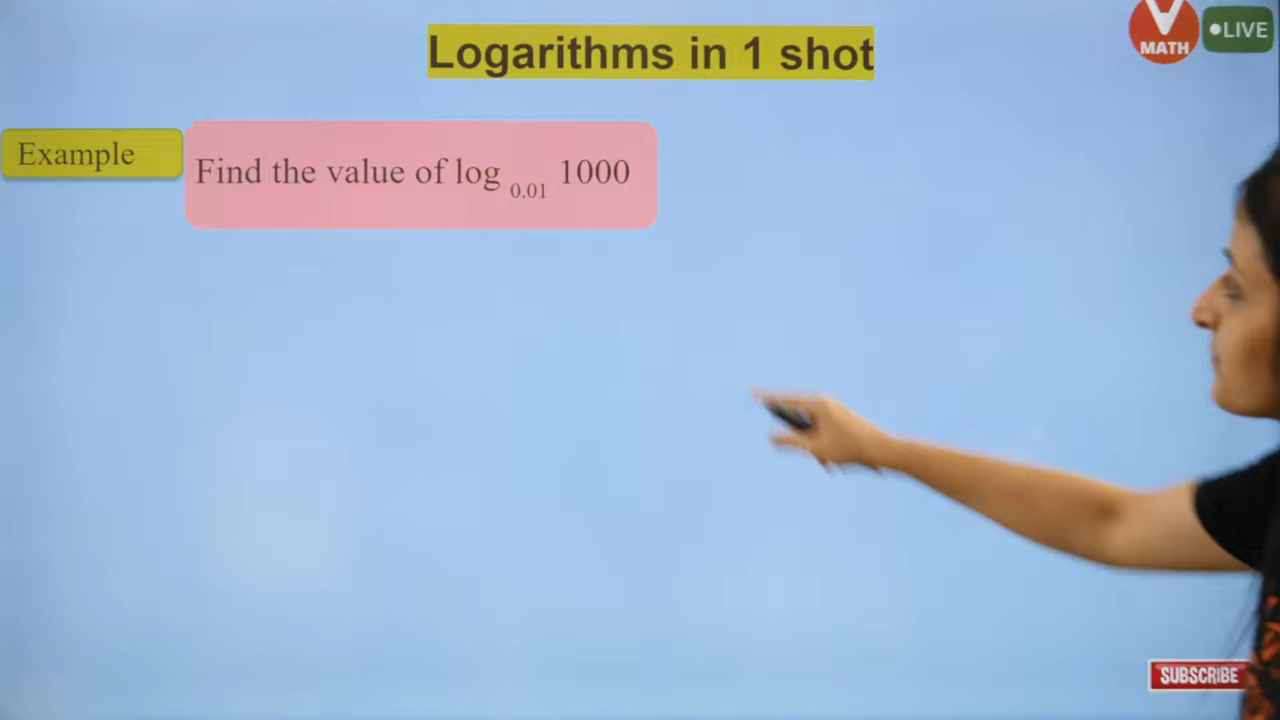 Logarithms in 1 shot
V
MATH
●LIVE
Example
Find the value of log 0.01 1000
SUBSCRIBE